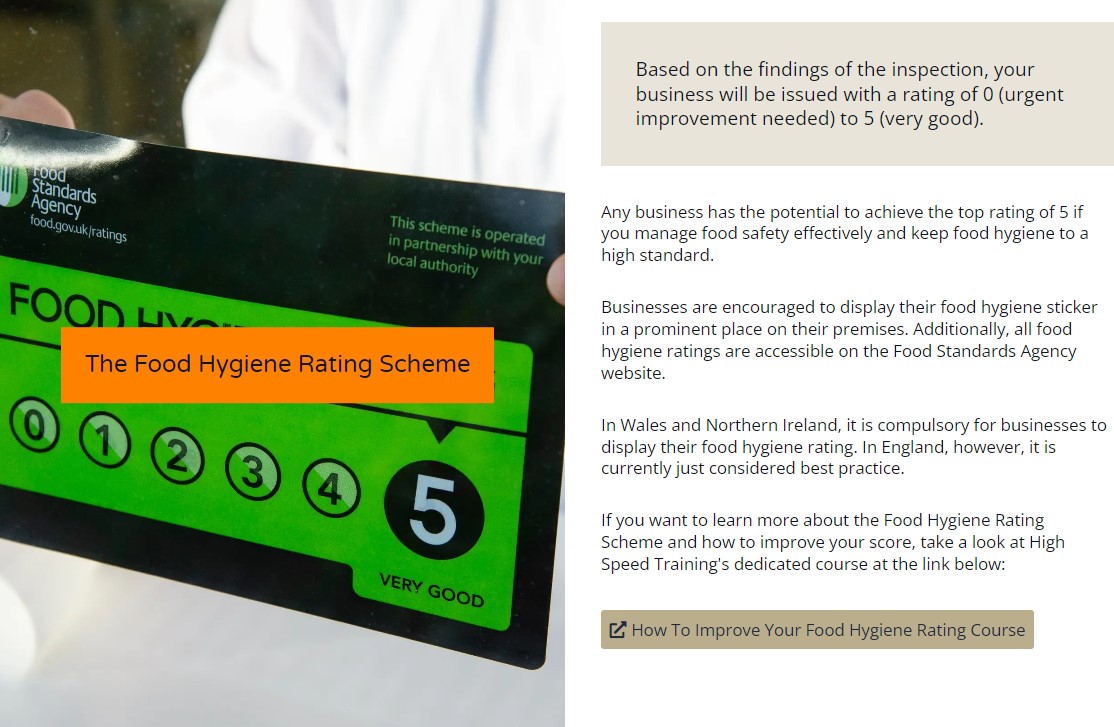 Food
Standards
Agency
food.gov.uk/ratings
This scheme is operated
in partnership with your
local authority
FOOD
The Food Hygiene Rating Scheme
0
1
2
3
4
5
VERY GOOD
Based on the findings of the inspection, your
business will be issued with a rating of 0 (urgent
improvement needed) to 5 (very good).
Any business has the potential to achieve the top rating of 5 if
you manage food safety effectively and keep food hygiene to a
high standard.
Businesses are encouraged to display their food hygiene sticker
in a prominent place on their premises. Additionally, all food
hygiene ratings are accessible on the Food Standards Agency
website.
In Wales and Northern Ireland, it is compulsory for businesses to
display their food hygiene rating. In England, however, it is
currently just considered best practice.
If you want to learn more about the Food Hygiene Rating
Scheme and how to improve your score, take a look at High
Speed Training's dedicated course at the link below:
How To Improve Your Food Hygiene Rating Course